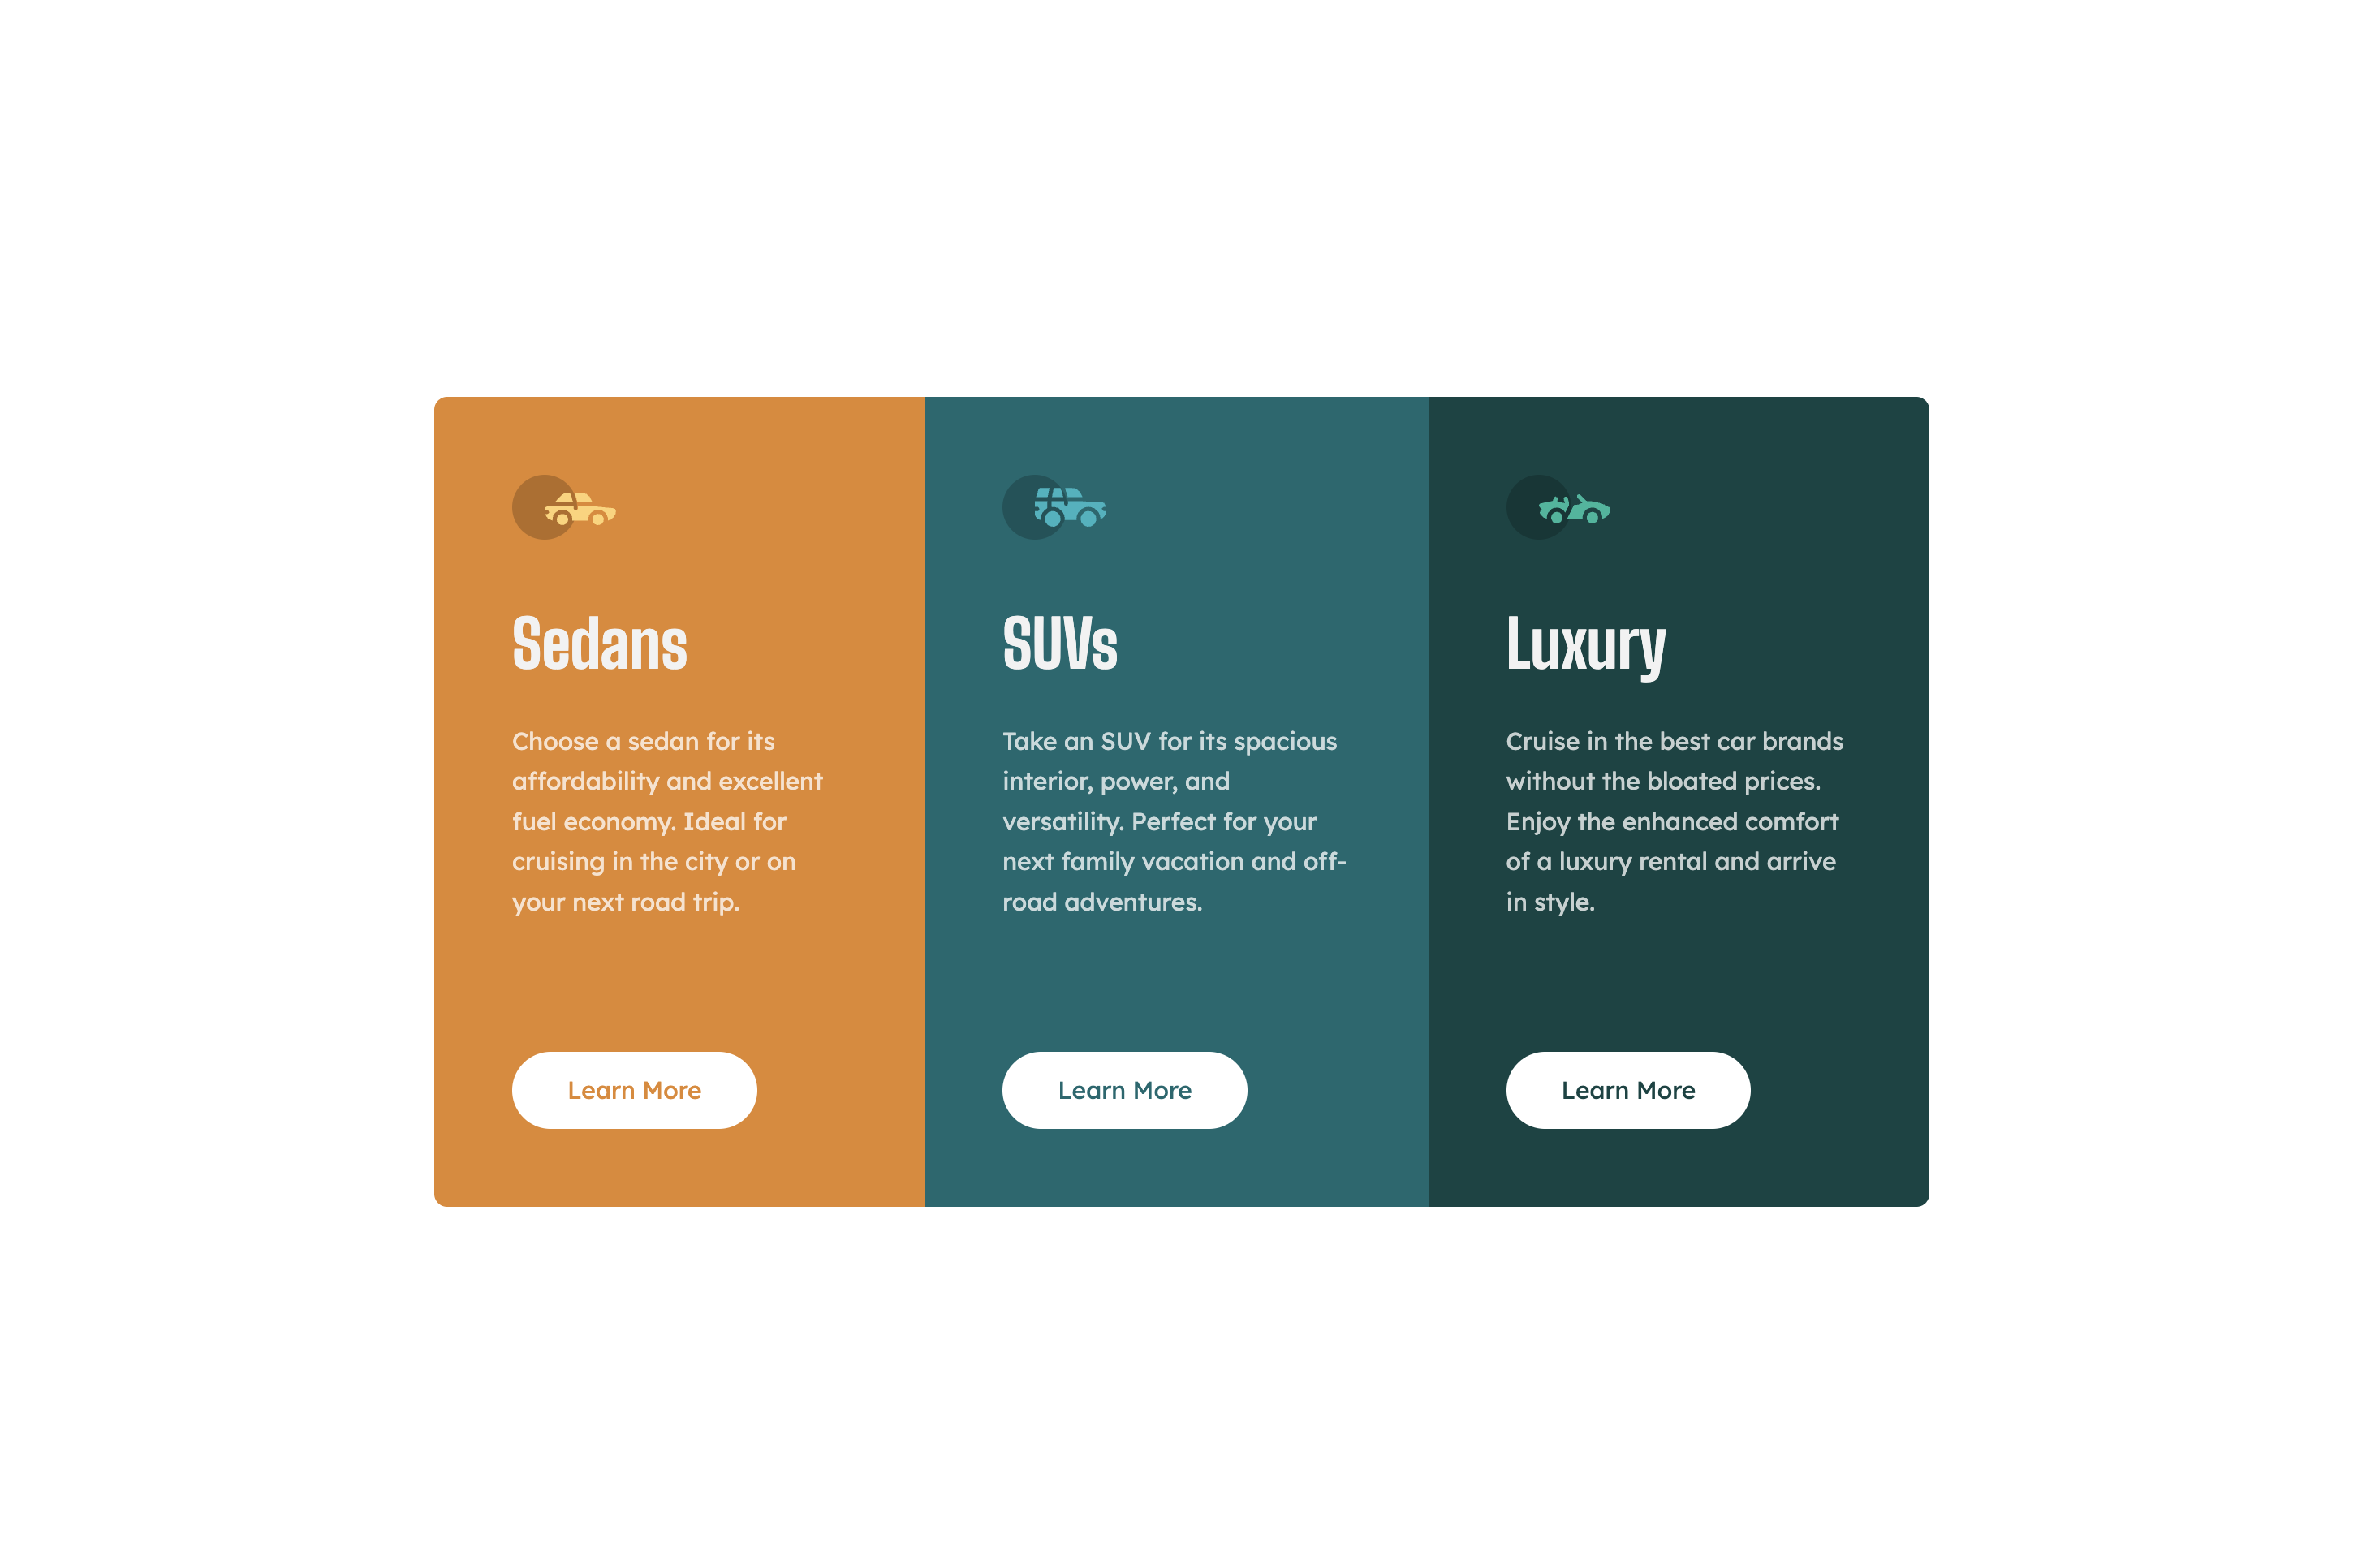 Sedans
Choose a sedan for its
affordability and excellent
fuel economy. Ideal for
cruising in the city or on
your next road trip.
Learn More
SUVs
Take an SUV for its spacious
interior, power, and
versatility. Perfect for your
next family vacation and off-
road adventures.
Learn More
Luxury
Cruise in the best car brands
without the bloated prices.
Enjoy the enhanced comfort
of a luxury rental and arrive
in style.
Learn More